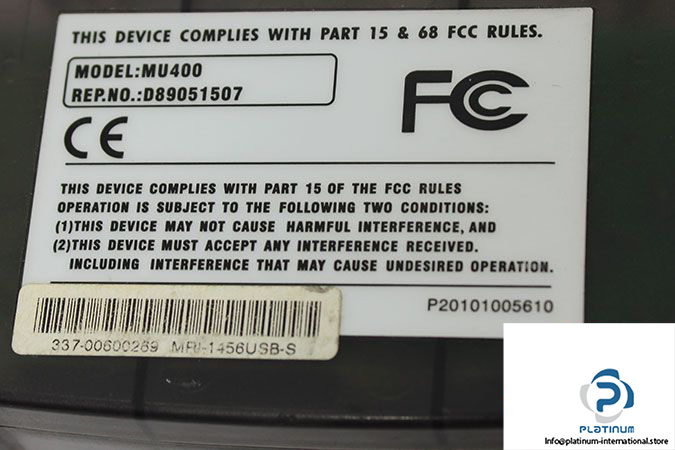 THIS DEVICE COMPLIES WITH PART 15 & 68 FCC RULES.
MODEL:MU400
REP.NO.:D89051507
FC
CE
THIS DEVICE COMPLIES WITH PART 15 OF THE FCC RULES
OPERATION IS SUBJECT TO THE FOLLOWING TWO CONDITIONS:
(1)THIS DEVICE MAY NOT CAUSE HARMFUL INTERFERENCE, AND
(2)THIS DEVICE MUST ACCEPT ANY INTERFERENCE RECEIVED.
INCLUDING INTERFERENCE THAT MAY CAUSE UNDESIRED OPERATION.
P20101005610
337-00600269 MRI-1456USB-S
PLATINUM
Info@platinum-international.store